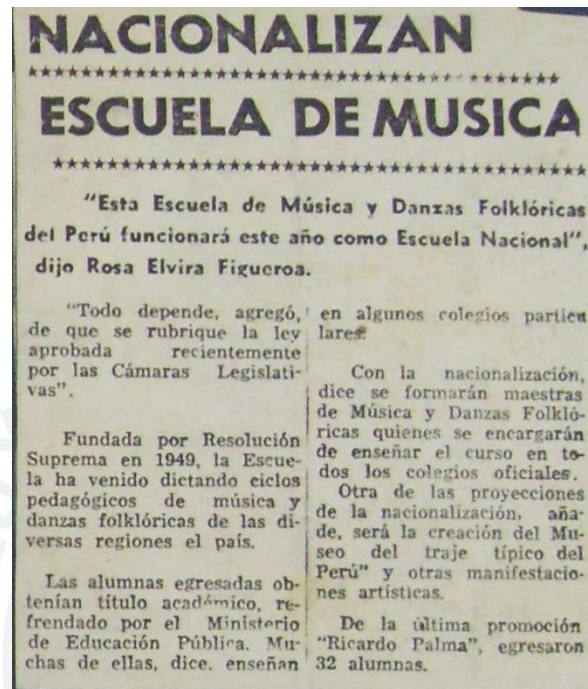 NACIONALIZAN
ESCUELA DE MUSICA
"Esta Escuela de Música y Danzas Folklóricas
del Perú funcionará este año como Escuela Nacional",
dijo Rosa Elvira Figueroa.
"Todo depende, agregó,
de que se rubrique la ley
aprobada recientemente
por las Cámaras Legislati-
vas".
Fundada por Resolución
Suprema en 1949, la Escue-
la ha venido dictando ciclos
pedagógicos de música y
danzas folklóricas de las di-
versas regiones el país.
Las alumnas egresadas ob-
tenían título académico, re-
frendado por el Ministerio
de Educación Pública. Mu-
chas de ellas, dice, enseñan
en algunos colegios particu
lares.
Con la nacionalización,
dice se formarán maestras
de Música y Danzas Folkló-
ricas quienes se encargarán
de enseñar el curso en to-
dos los colegios oficiales.
Otra de las proyecciones
de la nacionalización, aña-
de, será la creación del Mu-
seo del traje típico del
Perú" y otras manifestacio-
nes artísticas.
De la última promoción
"Ricardo Palma", egresaron
32 alumnas.